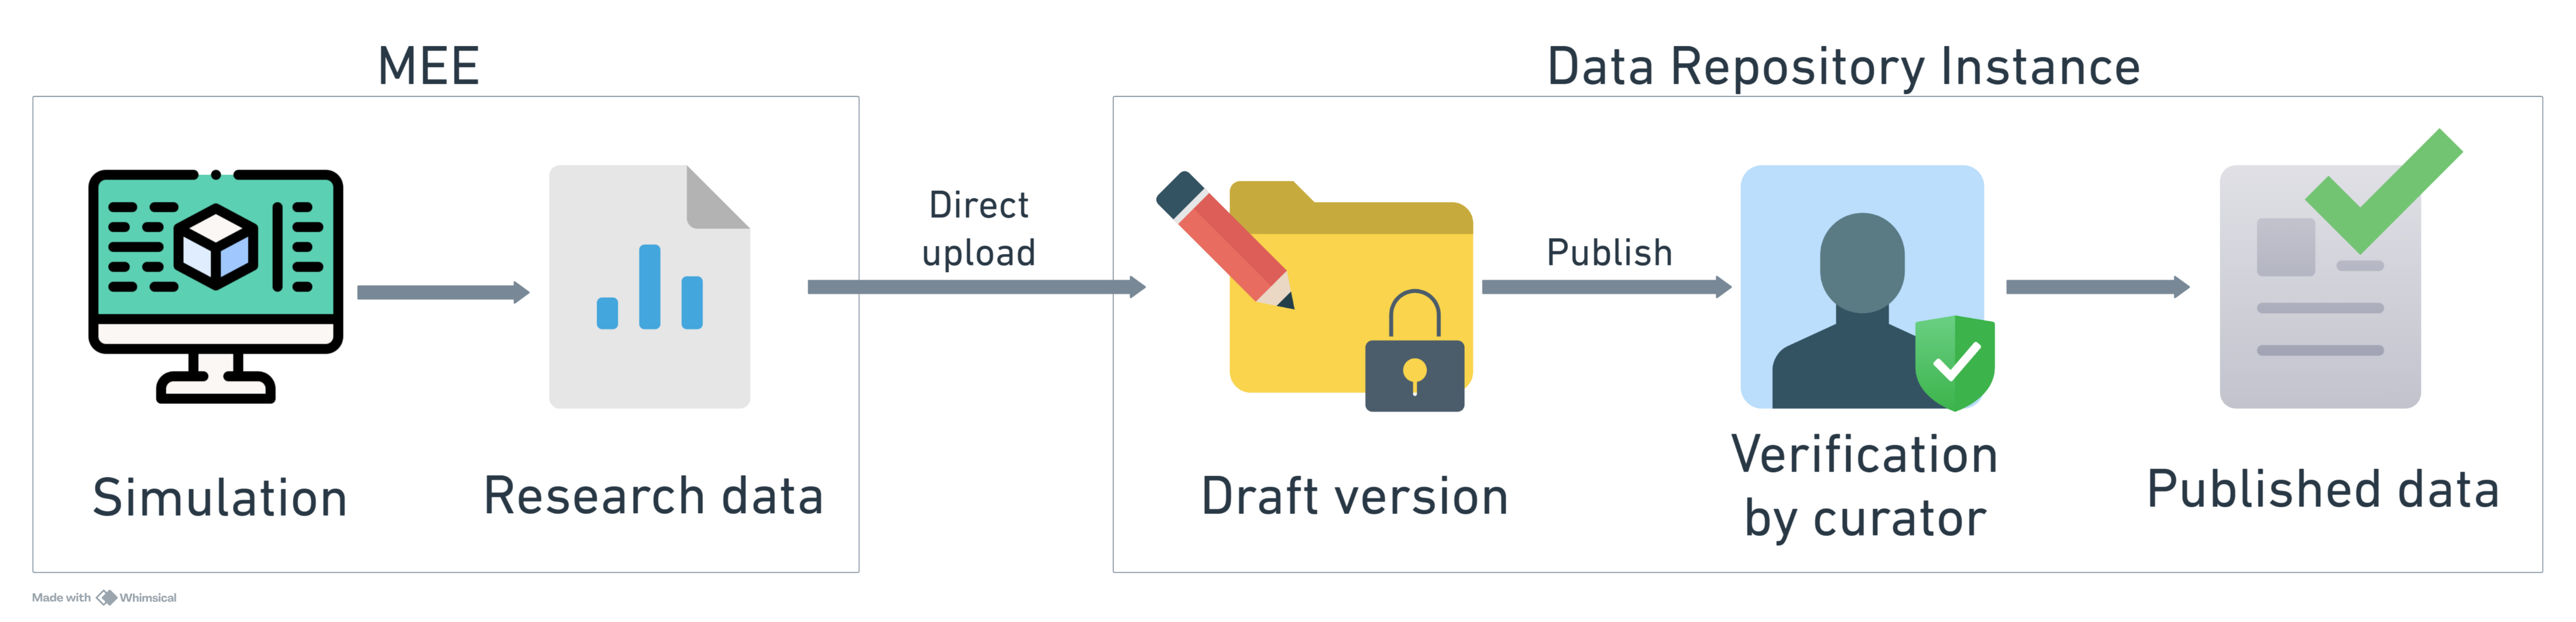 MEE
Data Repository Instance
Direct
upload
Publish
Simulation
Research data
Draft version
Verification
by curator
Published data
Made with Whimsical